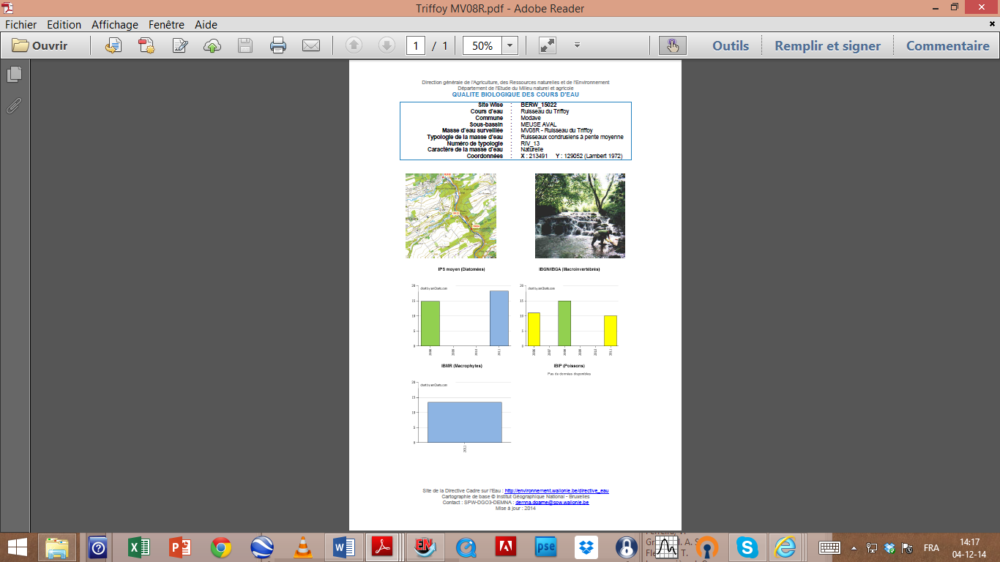 Triffoy MV08R.pdf - Adobe Reader
Fichier Edition Affichage Fenêtre Aide
Ouvrir 1 / 1 50% Outils Remplir et signer Commentaire
Direction générale de l'Agriculture, des Ressources naturelles et de l'Environnement
Département de l'Etude du Milieu naturel et agricole
QUALITE BIOLOGIQUE DES COURS D'EAU
Site Wise : BERW_15022
Cours d'eau : Ruisseau du Triffoy
Commune : Modave
Sous-bassin : MEUSE AVAL
Masse d'eau surveillée : MV08R - Ruisseau du Triffoy
Typologie de la masse d'eau : Ruisseaux condrusiens à pente moyenne
Numéro de typologie : RIV_13
Caractère de la masse d'eau : Naturelle
Coordonnées : X : 213491 Y : 129052 (Lambert 1972)
IPS moyen (Diatomées) IBGN/IBGA (Macroinvertébrés)
20 chart by amCharts.com 20 chart by amCharts.com
15 15
10 10
5 5
0 0
2008 2009 2010 2011 2006 2007 2008 2009 2010 2011
IBMR (Macrophytes) IBIP (Poissons)
Pas de données disponibles
20 chart by amCharts.com
15
10
5
0
2011
Site de la Directive Cadre sur l'Eau : http://environnement.wallonie.be/directive_eau
Cartographie de base © Institut Géographique National - Bruxelles
Contact : SPW-DGO3-DEMNA : demna.dgarne@spw.wallonie.be
Mise à jour : 2014
pse FRA 14:17
04-12-14